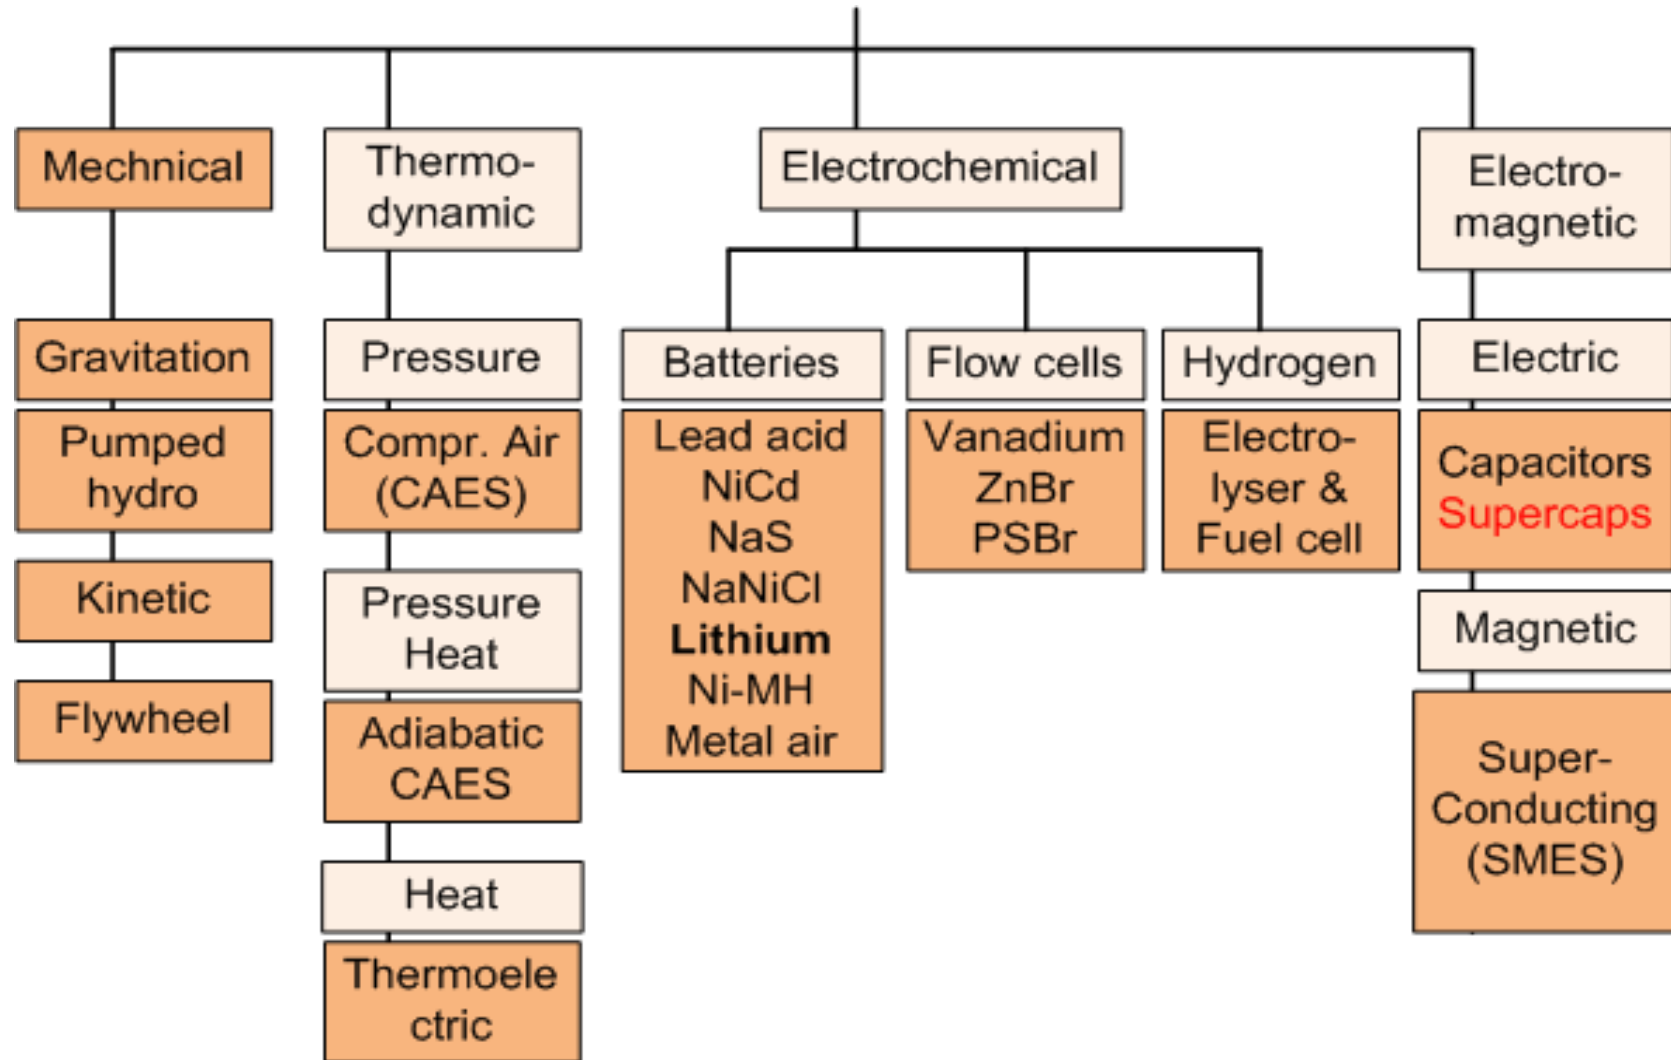 Mechnical
Gravitation
Pumped
hydro
Kinetic
Flywheel
Thermo-
dynamic
Pressure
Compr. Air
(CAES)
Pressure
Heat
Adiabatic
CAES
Heat
Thermoele
ctric
Electrochemical
Batteries
Lead acid
NiCd
NaS
NaNiCl
Lithium
Ni-MH
Metal air
Flow cells
Vanadium
ZnBr
PSBr
Hydrogen
Electro-
lyser &
Fuel cell
Electro-
magnetic
Electric
Capacitors
Supercaps
Magnetic
Super-
Conducting
(SMES)